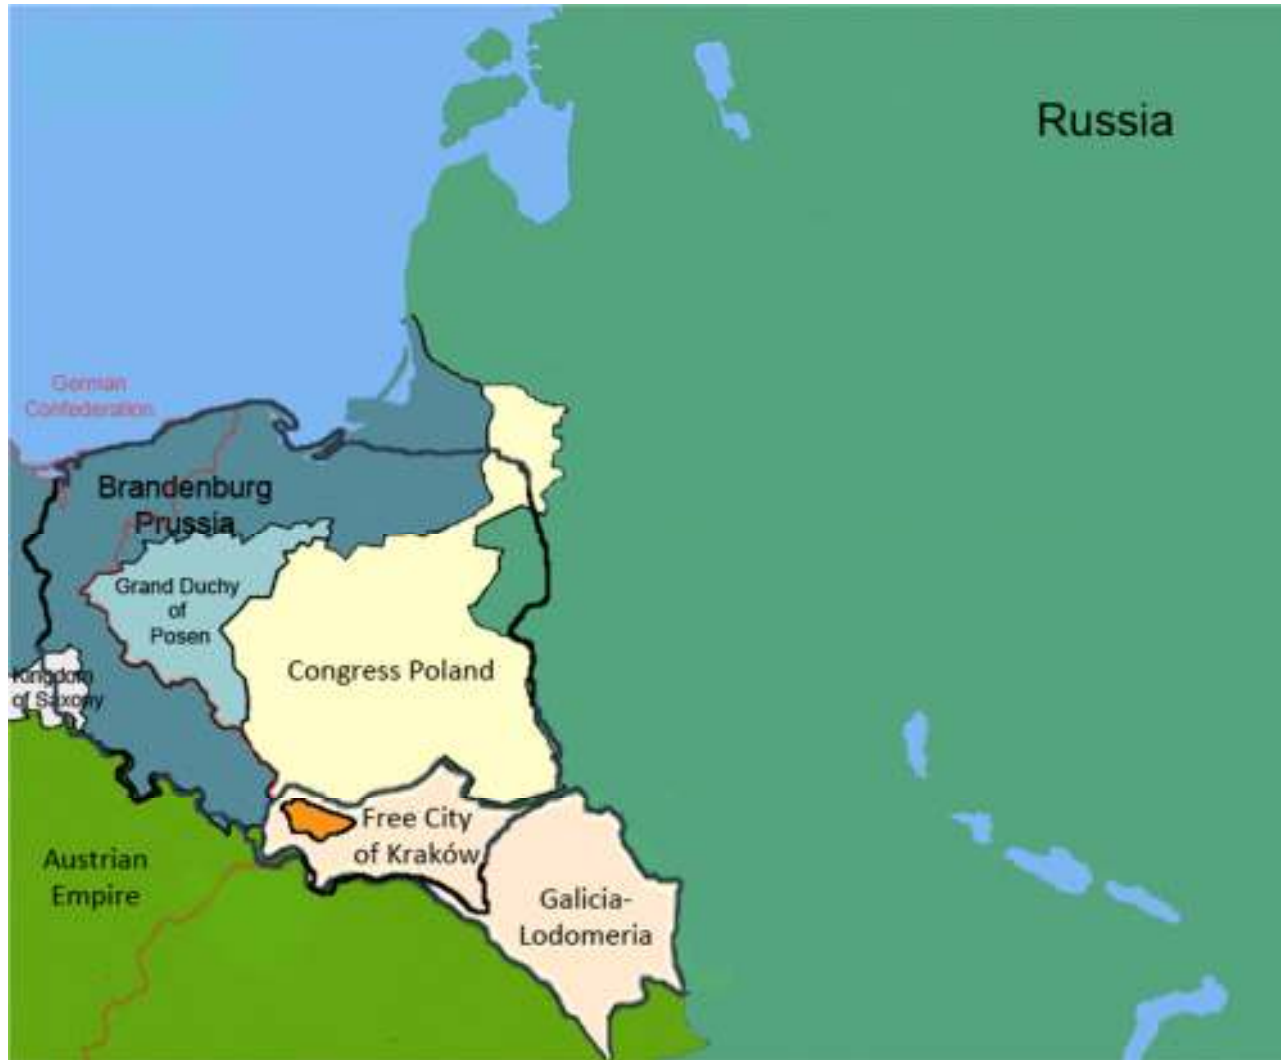 Russia
German
Confederation
Brandenburg
Prussia
Grand Duchy
of
Posen
Congress Poland
Kingdom
of Saxony
Free City
of Kraków
Austrian
Empire
Galicia-
Lodomeria